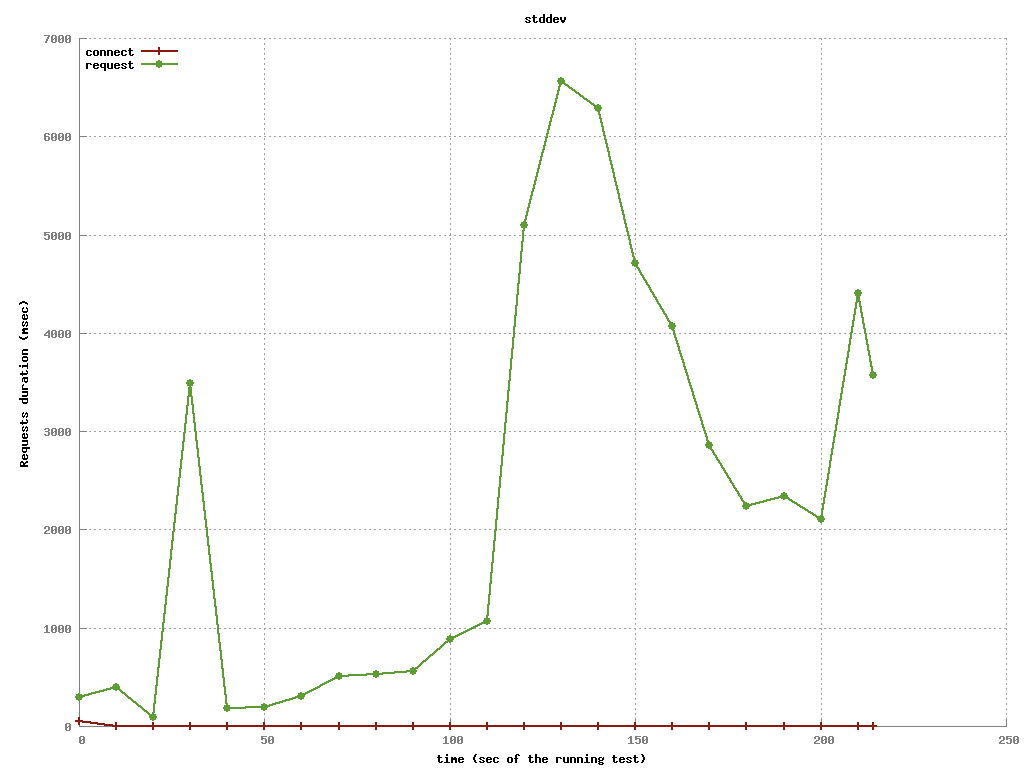 stddev
connect
request
7000
6000
5000
4000
3000
2000
1000
0
Requests duration (msec)
0 50 100 150 200 250
time (sec of the running test)